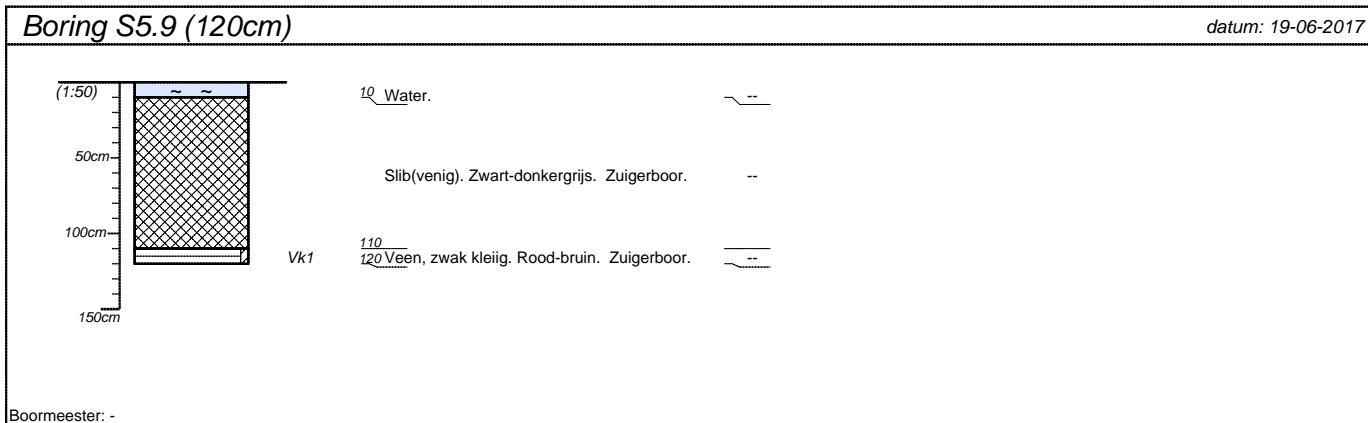 Boring S5.9 (120cm) datum: 19-06-2017
(1:50) ~ ~ 10 Water. --
50cm
Slib(venig). Zwart-donkergrijs. Zuigerboor. --
100cm
110
Vk1 120 Veen, zwak kleiig. Rood-bruin. Zuigerboor. --
150cm
Boormeester: -